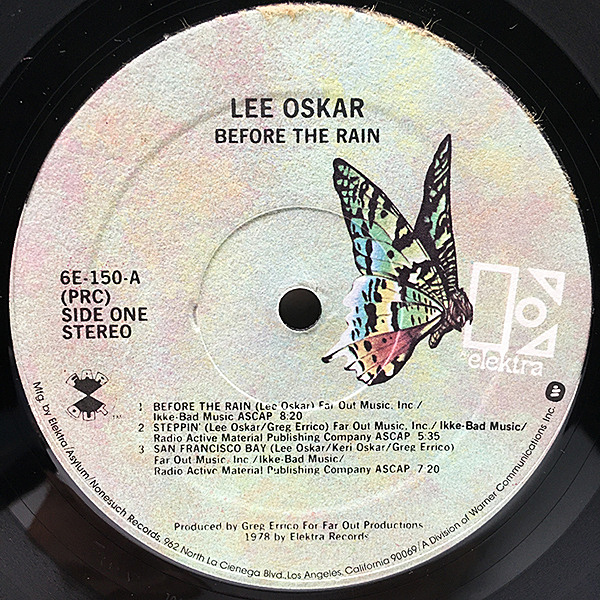 LEE OSKAR
BEFORE THE RAIN
6E-150-A
(PRC)
SIDE ONE
STEREO
elektra
1 BEFORE THE RAIN (Lee Oskar) Far Out Music, Inc./
Ikke-Bad Music ASCAP 8:20
2 STEPPIN' (Lee Oskar/Greg Errico) Far Out Music, Inc./Ikke-Bad Music/
Radio Active Material Publishing Company ASCAP 5:35
3 SAN FRANCISCO BAY (Lee Oskar/Keri Oskar/Greg Errico)
Far Out Music, Inc./Ikke-Bad Music/
Radio Active Material Publishing Company ASCAP 7:20
Produced by Greg Errico For Far Out Productions
1978 by Elektra Records
Mfg. by Elektra/Asylum/Nonesuch Records, 962 North La Cienega Blvd., Los Angeles, California 90069/A Division of Warner Communications Inc.